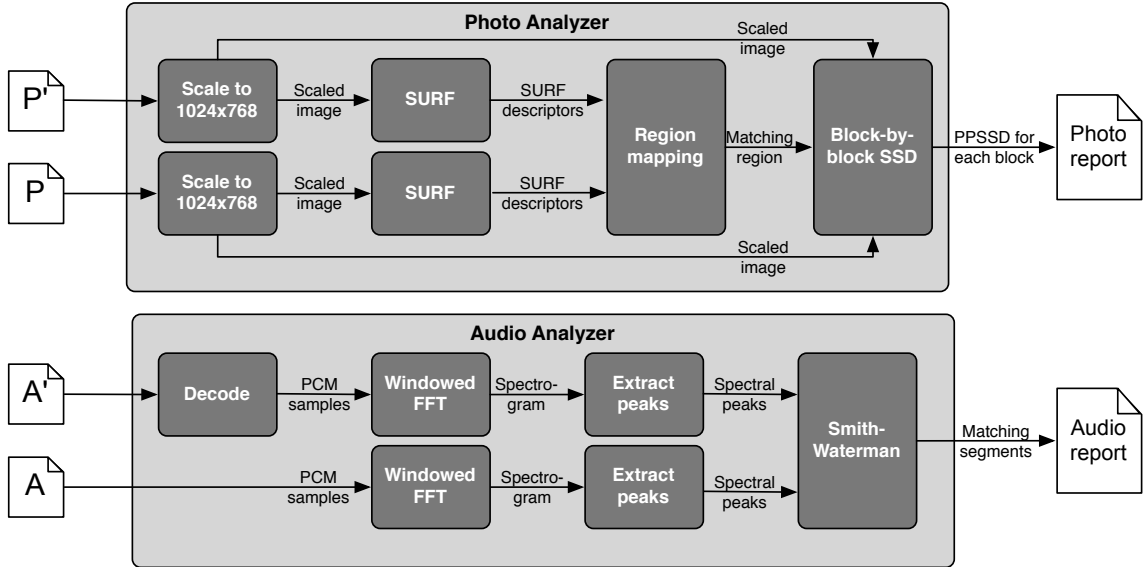 Photo Analyzer
Scaled
image
P'
Scale to
1024x768
Scaled
image
SURF
SURF
descriptors
Region
mapping
Matching
region
Block-by-
block SSD
PPSSD for
each block
Photo
report
P
Scale to
1024x768
Scaled
image
SURF
SURF
descriptors
Scaled
image
Audio Analyzer
A'
Decode
PCM
samples
Windowed
FFT
Spectro-
gram
Extract
peaks
Spectral
peaks
Smith-
Waterman
Matching
segments
Audio
report
A
PCM
samples
Windowed
FFT
Spectro-
gram
Extract
peaks
Spectral
peaks